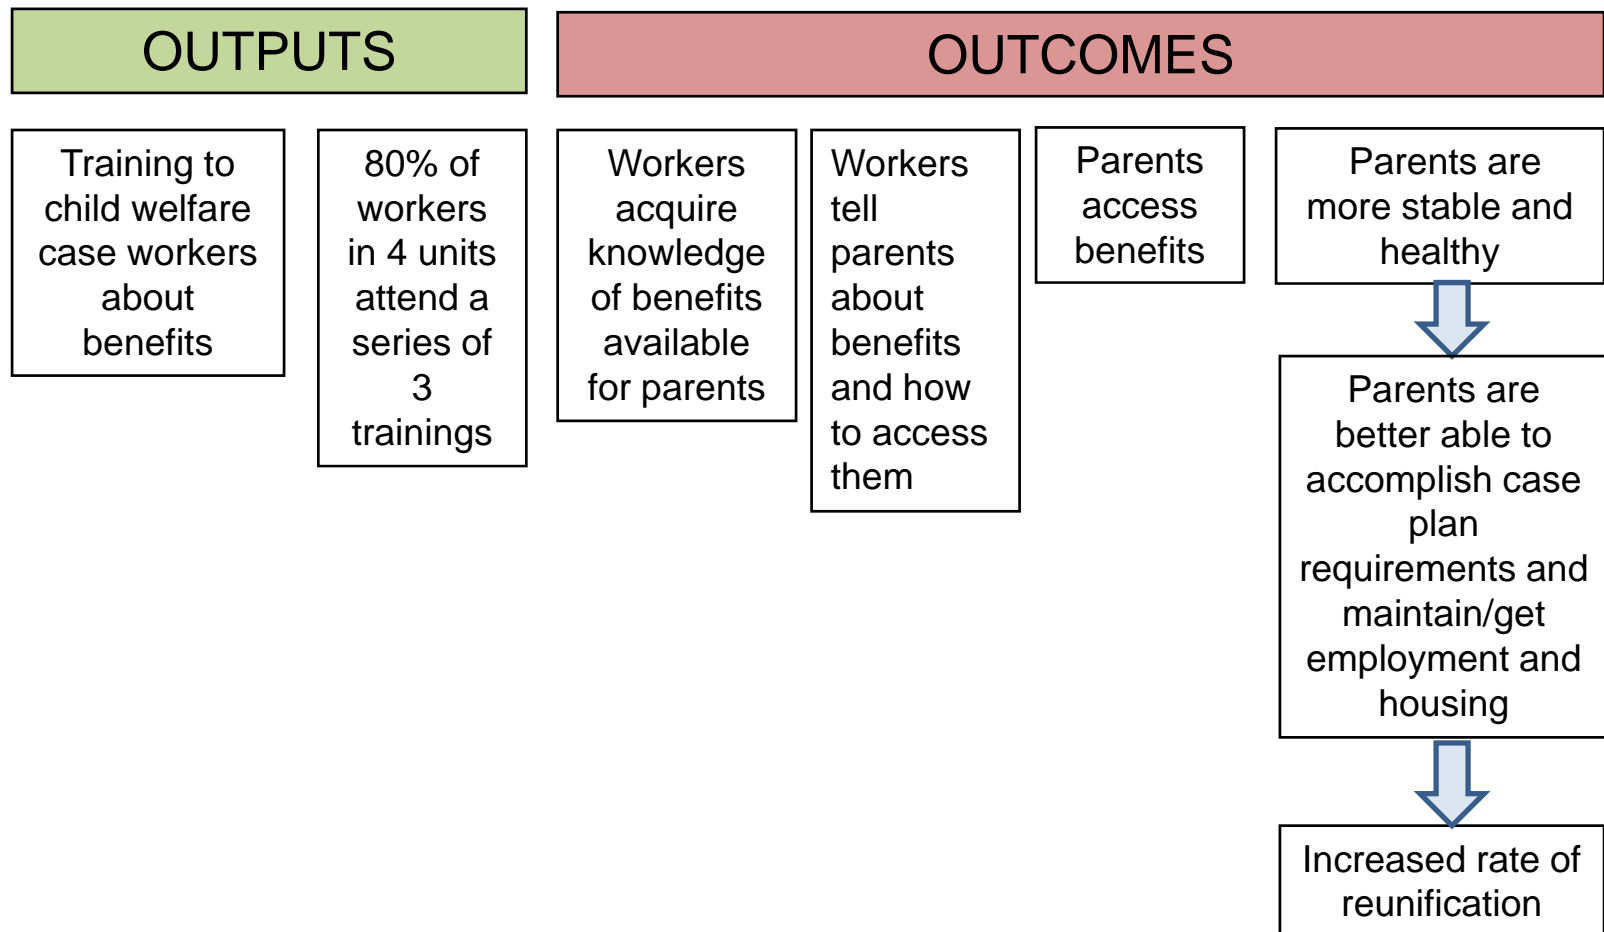 OUTPUTS
OUTCOMES
Training to
child welfare
case workers
about
benefits
80% of
workers
in 4 units
attend a
series of
3
trainings
Workers
acquire
knowledge
of benefits
available
for parents
Workers
tell
parents
about
benefits
and how
to access
them
Parents
access
benefits
Parents are
more stable and
healthy
Parents are
better able to
accomplish case
plan
requirements and
maintain/get
employment and
housing
Increased rate of
reunification